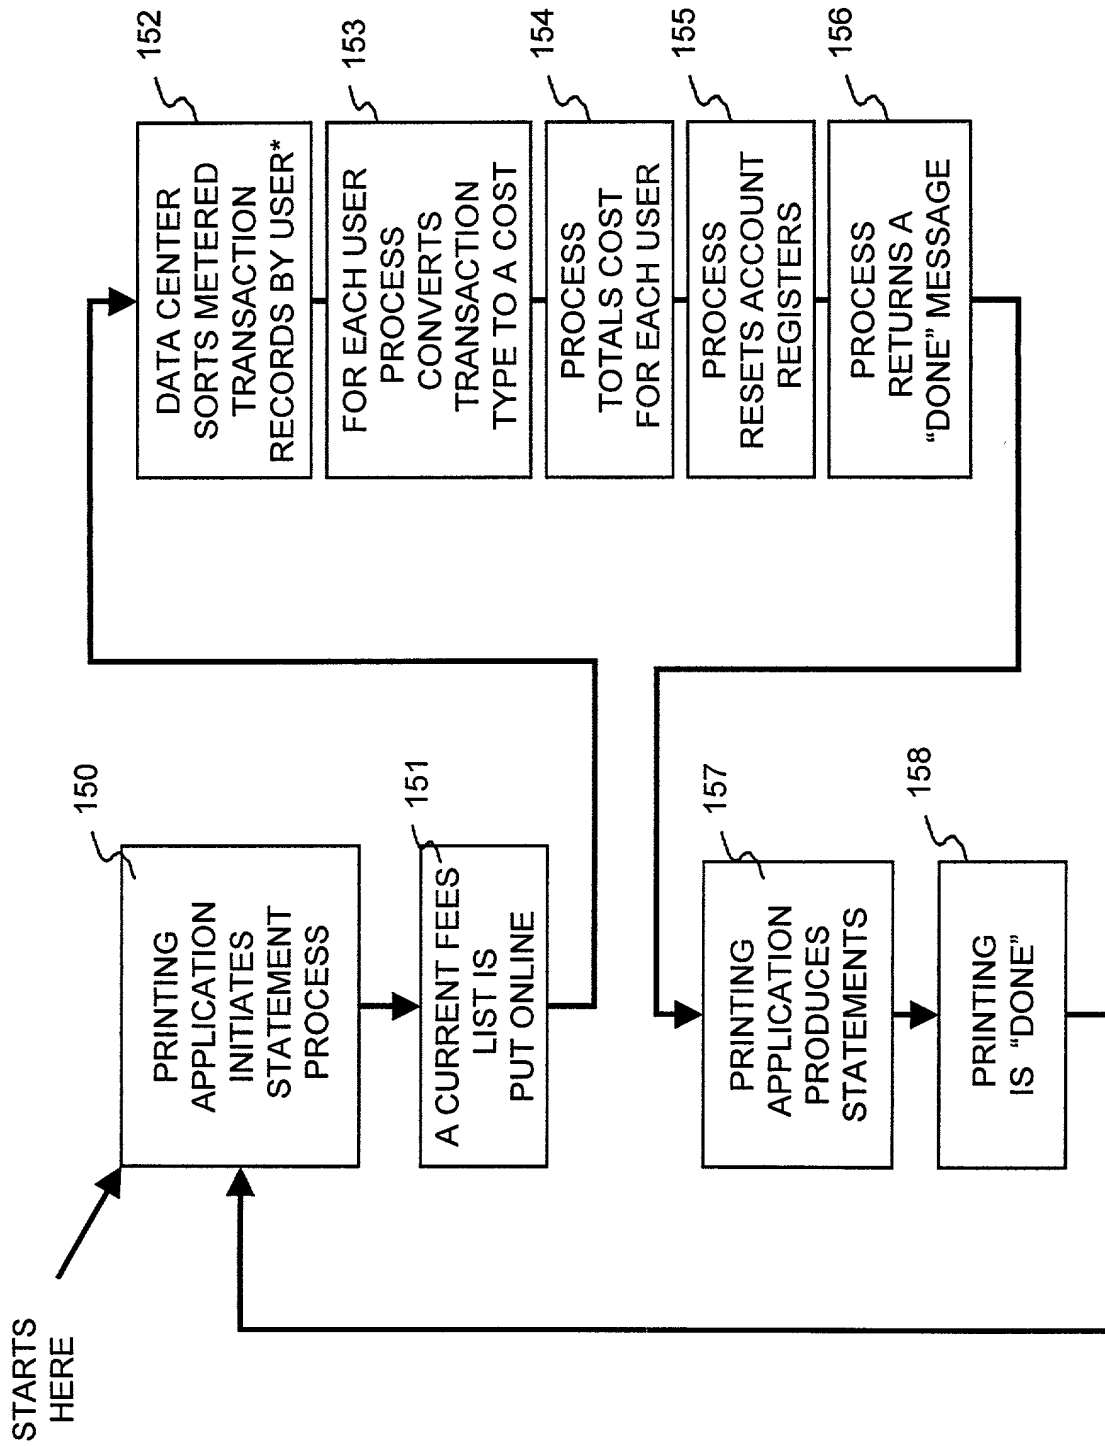 STARTS
HERE
150
PRINTING
APPLICATION
INITIATES
STATEMENT
PROCESS
151
A CURRENT FEES
LIST IS
PUT ONLINE
152
DATA CENTER
SORTS METERED
TRANSACTION
RECORDS BY USER*
153
FOR EACH USER
PROCESS
CONVERTS
TRANSACTION
TYPE TO A COST
154
PROCESS
TOTALS COST
FOR EACH USER
155
PROCESS
RESETS ACCOUNT
REGISTERS
156
PROCESS
RETURNS A
“DONE” MESSAGE
157
PRINTING
APPLICATION
PRODUCES
STATEMENTS
158
PRINTING
IS “DONE”